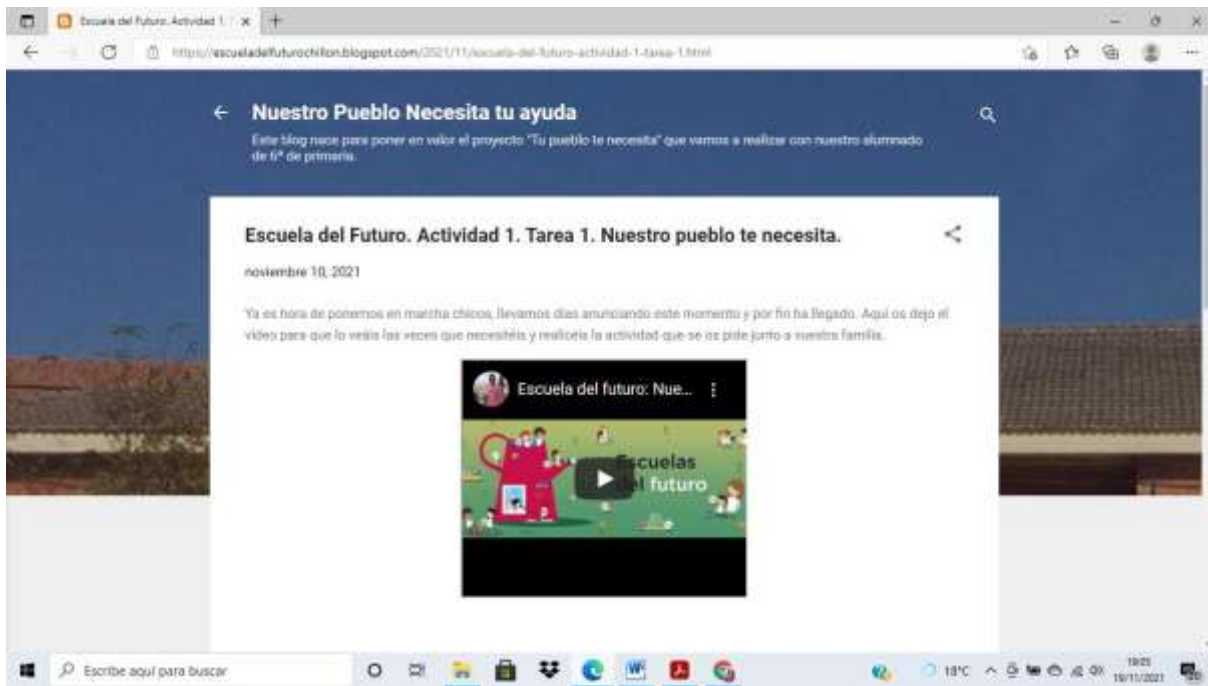 Escuela del Futuro. Actividad 1. T
https://escueladelfuturochillon.blogspot.com/2021/11/escuela-del-futuro-actividad-1-tarea-1.html
Nuestro Pueblo Necesita tu ayuda
Este blog nace para poner en valor el proyecto "Tu pueblo te necesita" que vamos a realizar con nuestro alumnado
de 6º de primaria.
Escuela del Futuro. Actividad 1. Tarea 1. Nuestro pueblo te necesita.
noviembre 10, 2021
Ya es hora de ponernos en marcha chicos, llevamos días anunciando este momento y por fin ha llegado. Aquí os dejo el
vídeo para que lo veáis las veces que necesitéis y realicéis la actividad que se os pide junto a vuestra familia.
Escuela del futuro: Nue...
Escuelas
del futuro
Escribe aquí para buscar
18°C
19/11/2021